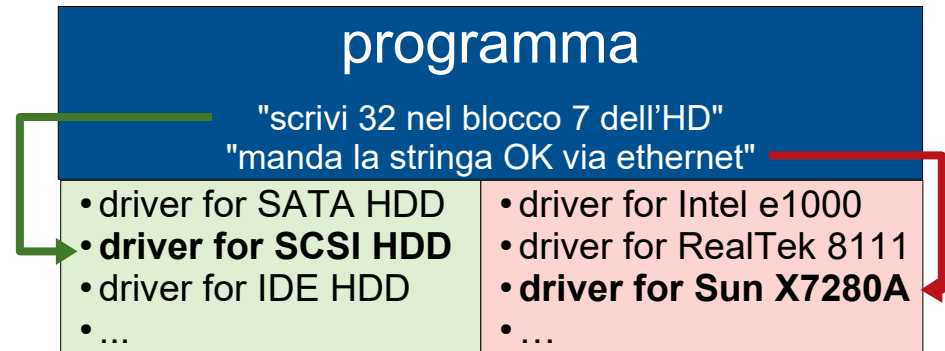 programma
"scrivi 32 nel blocco 7 dell’HD"
"manda la stringa OK via ethernet"
•driver for SATA HDD
•driver for SCSI HDD
•driver for IDE HDD
•...
•driver for Intel e1000
•driver for RealTek 8111
•driver for Sun X7280A
•…